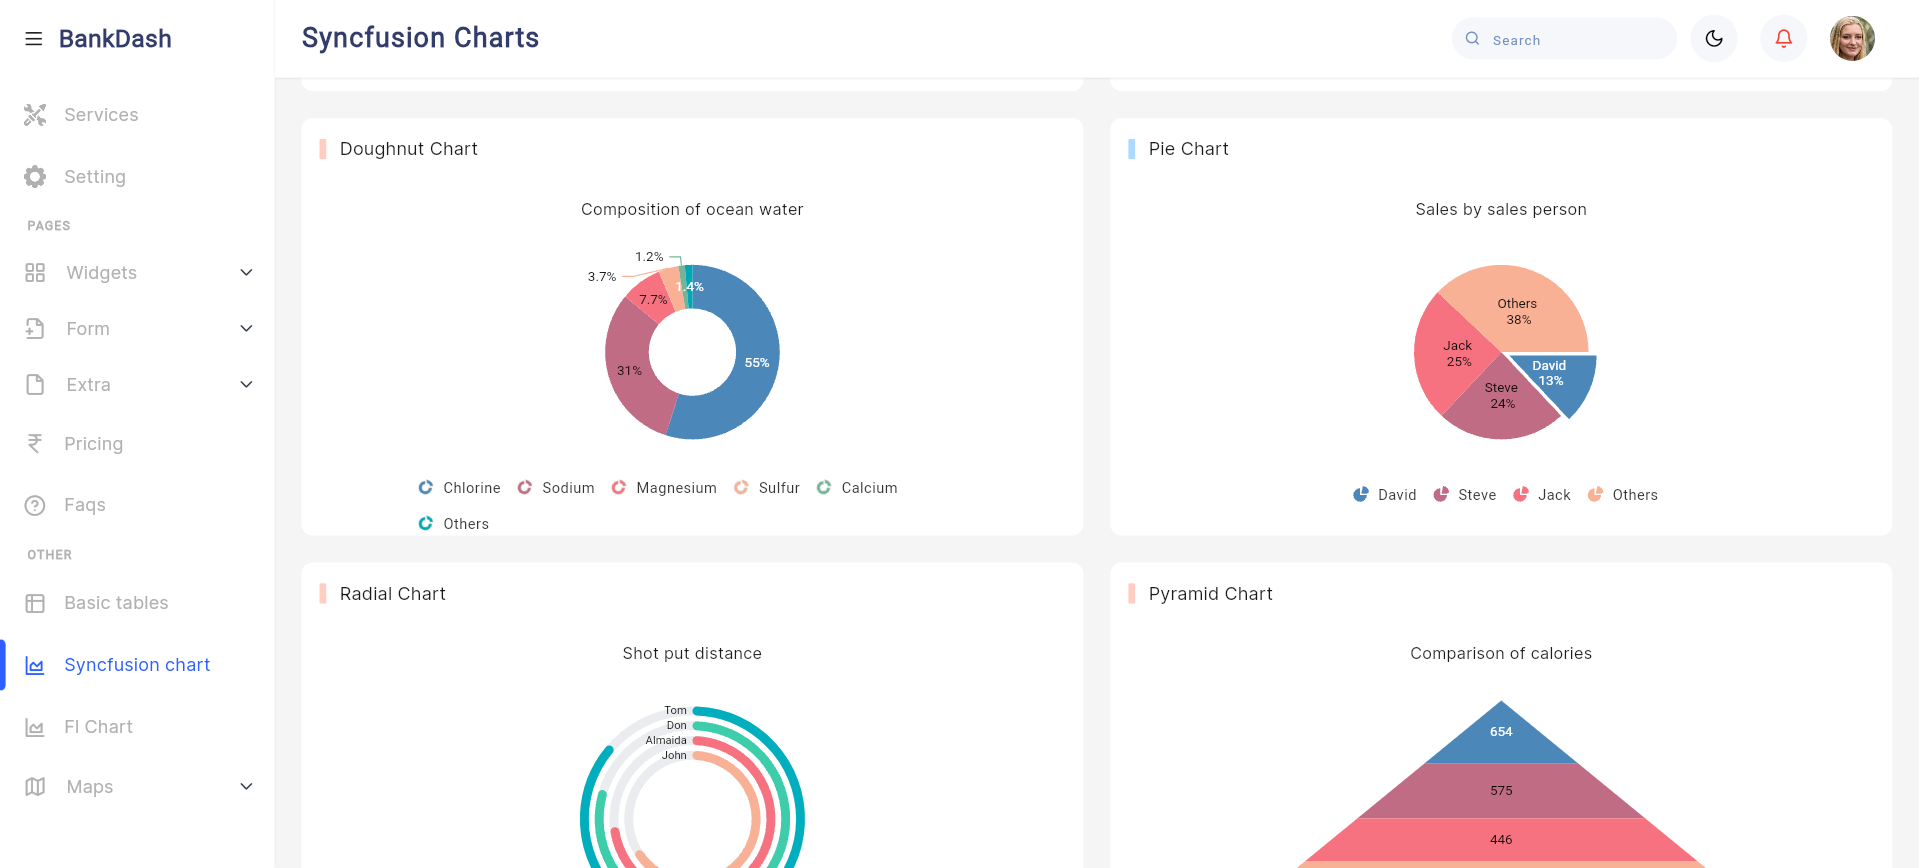 BankDash
Services
Setting
PAGES
Widgets
Form
Extra
Pricing
Faqs
OTHER
Basic tables
Syncfusion chart
Fl Chart
Maps
Syncfusion Charts
Search
Doughnut Chart
Composition of ocean water
1.2%
3.7%
1.4%
7.7%
55%
31%
Chlorine Sodium Magnesium Sulfur Calcium
Others
Pie Chart
Sales by sales person
Others
38%
Jack
25%
David
13%
Steve
24%
David Steve Jack Others
Radial Chart
Shot put distance
Tom
Don
Almaida
John
Pyramid Chart
Comparison of calories
654
575
446